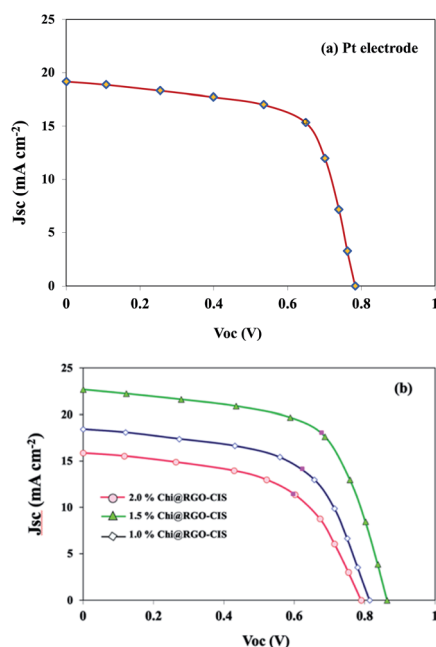 (a) Pt electrode
25
20
15
10
5
0
0 0.2 0.4 0.6 0.8 1
Jsc (mA cm-2)
Voc (V)
(b)
25
20
15
10
5
0
2.0 % Chi@RGO-CIS
1.5 % Chi@RGO-CIS
1.0 % Chi@RGO-CIS
0 0.2 0.4 0.6 0.8 1
Jsc (mA cm-2)
Voc (V)